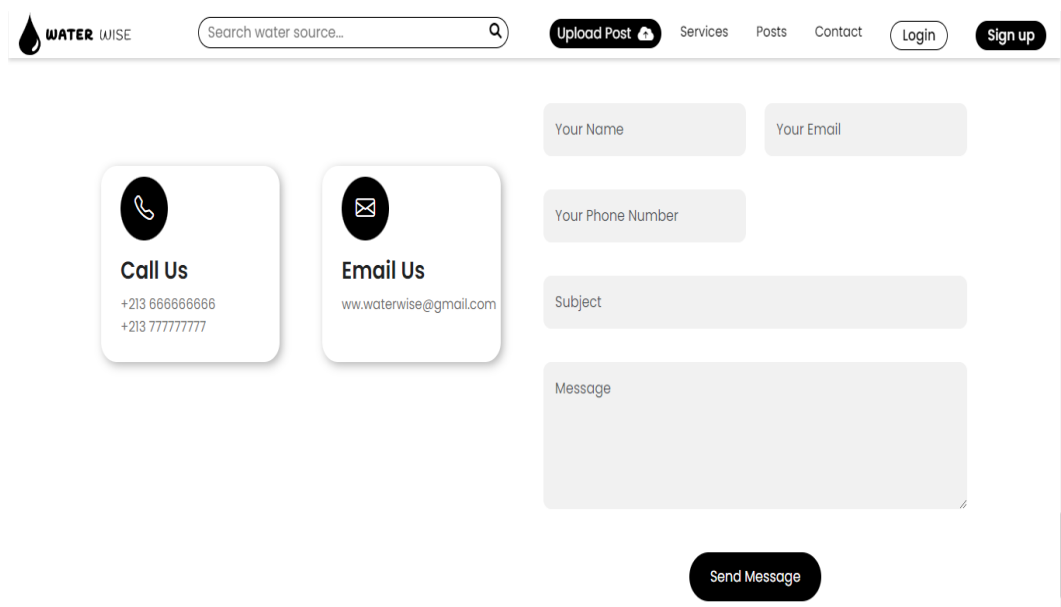 WATER WISE
Search water source...
Upload Post
Services
Posts
Contact
Login
Sign up
Call Us
+213 666666666
+213 777777777
Email Us
ww.waterwise@gmail.com
Your Name
Your Email
Your Phone Number
Subject
Message
Send Message